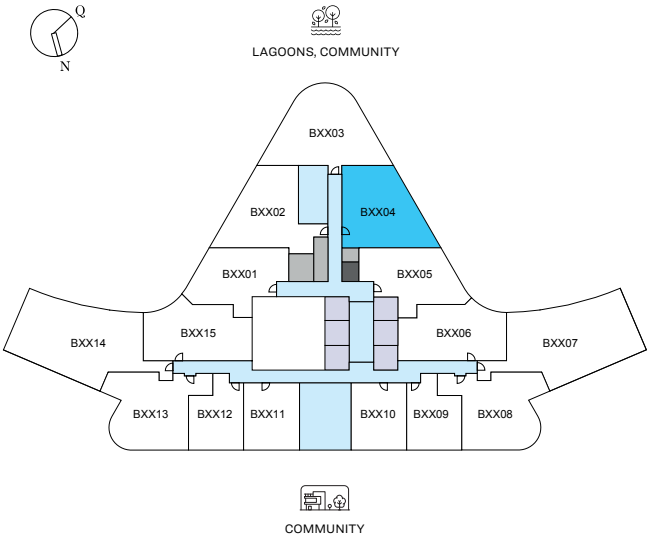 Q
N
LAGOONS, COMMUNITY
BXX03
BXX02
BXX04
BXX01
BXX05
BXX14
BXX15
BXX06
BXX07
BXX13
BXX12
BXX11
BXX10
BXX09
BXX08
COMMUNITY